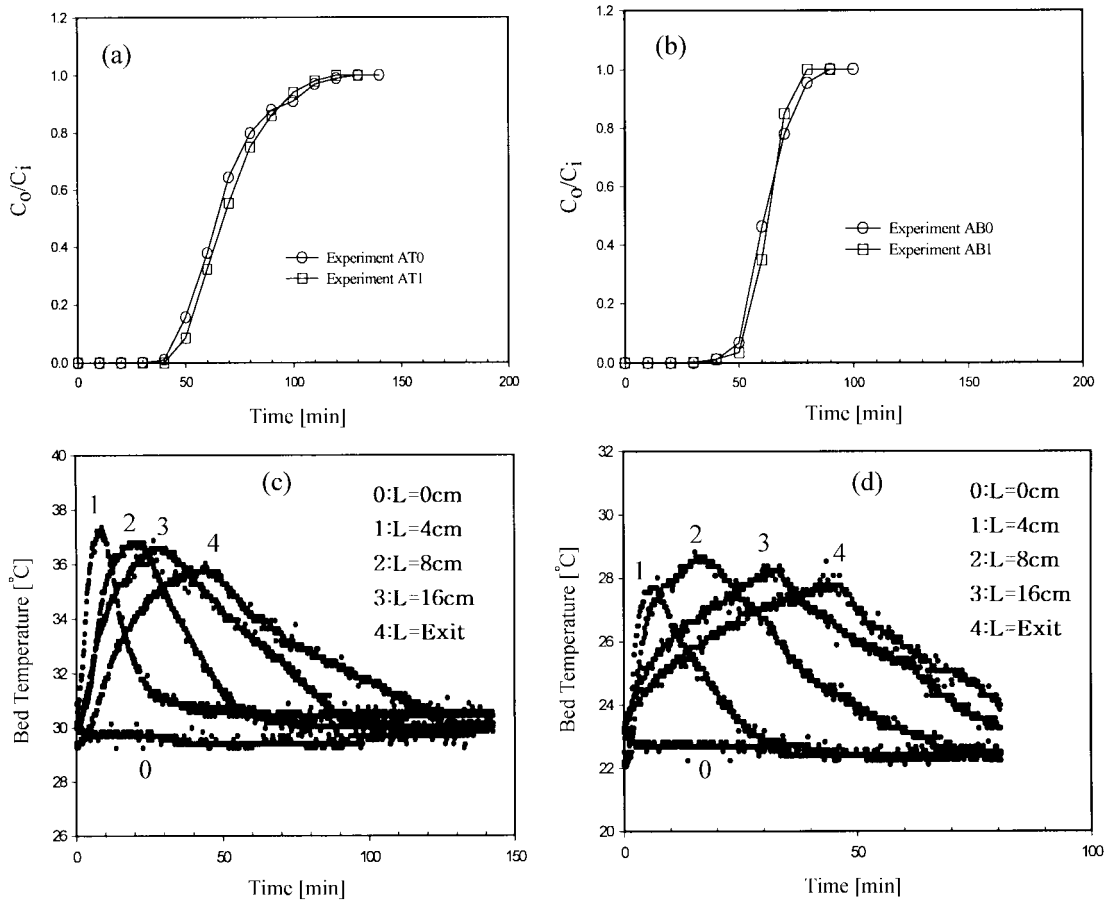 (a)
1.2
1.0
0.8
0.6
0.4
0.2
0.0
C₀/Cᵢ
Experiment AT0
Experiment AT1
0
50
100
150
200
Time [min]
(b)
1.2
1.0
0.8
0.6
0.4
0.2
0.0
C₀/Cᵢ
Experiment AB0
Experiment AB1
0
50
100
150
200
Time [min]
(c)
40
38
36
34
32
30
28
26
Bed Temperature [°C]
1
2
3
4
0
0:L=0cm
1:L=4cm
2:L=8cm
3:L=16cm
4:L=Exit
0
50
100
150
Time [min]
(d)
32
30
28
26
24
22
20
Bed Temperature [°C]
1
2
3
4
0
0:L=0cm
1:L=4cm
2:L=8cm
3:L=16cm
4:L=Exit
0
50
100
Time [min]